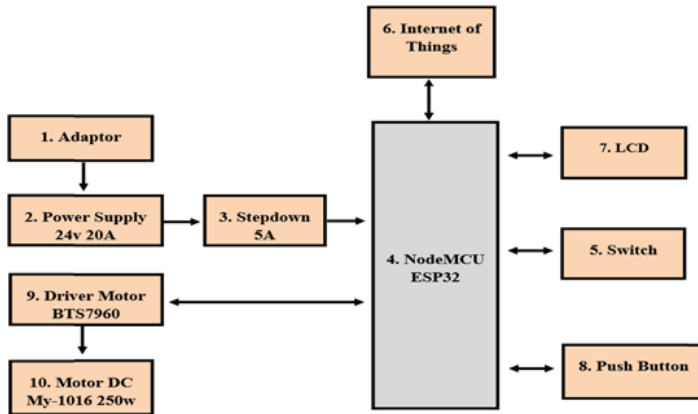 6. Internet of
Things
1. Adaptor
7. LCD
2. Power Supply
24v 20A
3. Stepdown
5A
4. NodeMCU
ESP32
5. Switch
9. Driver Motor
BTS7960
10. Motor DC
My-1016 250w
8. Push Button